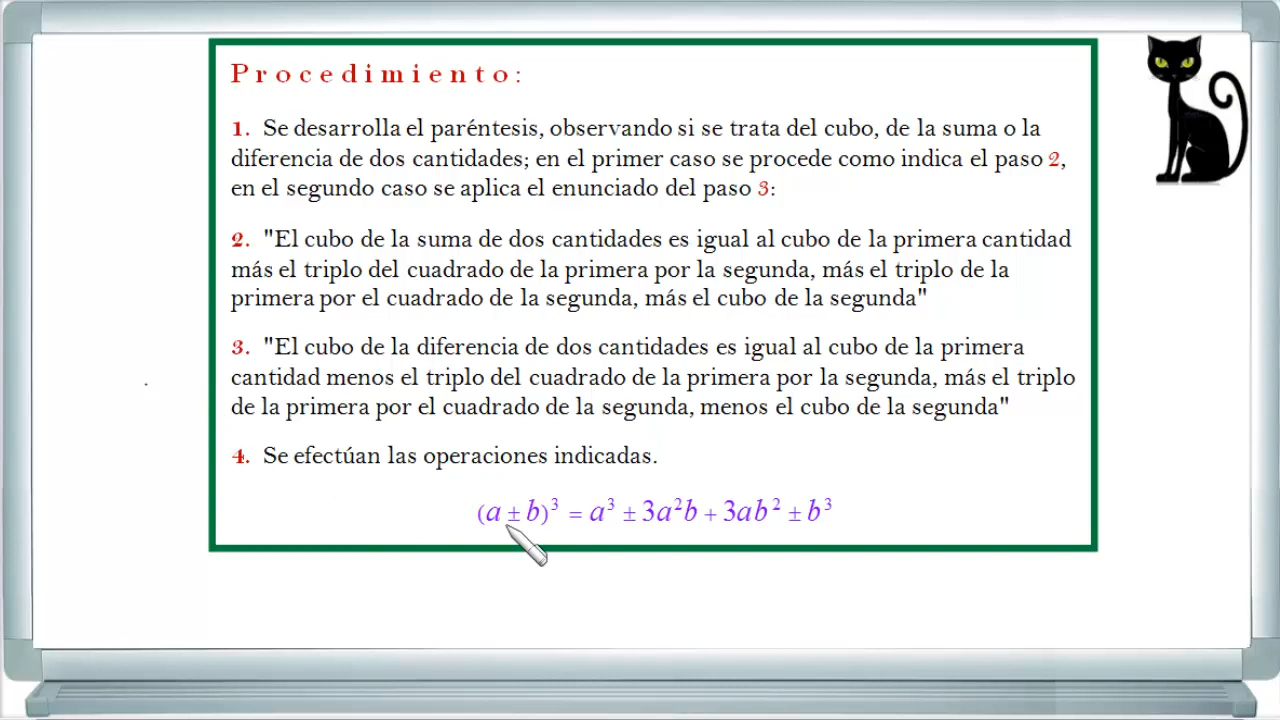 Procedimiento:
1. Se desarrolla el paréntesis, observando si se trata del cubo, de la suma o la
diferencia de dos cantidades; en el primer caso se procede como indica el paso 2,
en el segundo caso se aplica el enunciado del paso 3:
2. "El cubo de la suma de dos cantidades es igual al cubo de la primera cantidad
más el triplo del cuadrado de la primera por la segunda, más el triplo de la
primera por el cuadrado de la segunda, más el cubo de la segunda"
3. "El cubo de la diferencia de dos cantidades es igual al cubo de la primera
cantidad menos el triplo del cuadrado de la primera por la segunda, más el triplo
de la primera por el cuadrado de la segunda, menos el cubo de la segunda"
4. Se efectúan las operaciones indicadas.
(a ± b)³ = a³ ± 3a²b + 3ab² ± b³